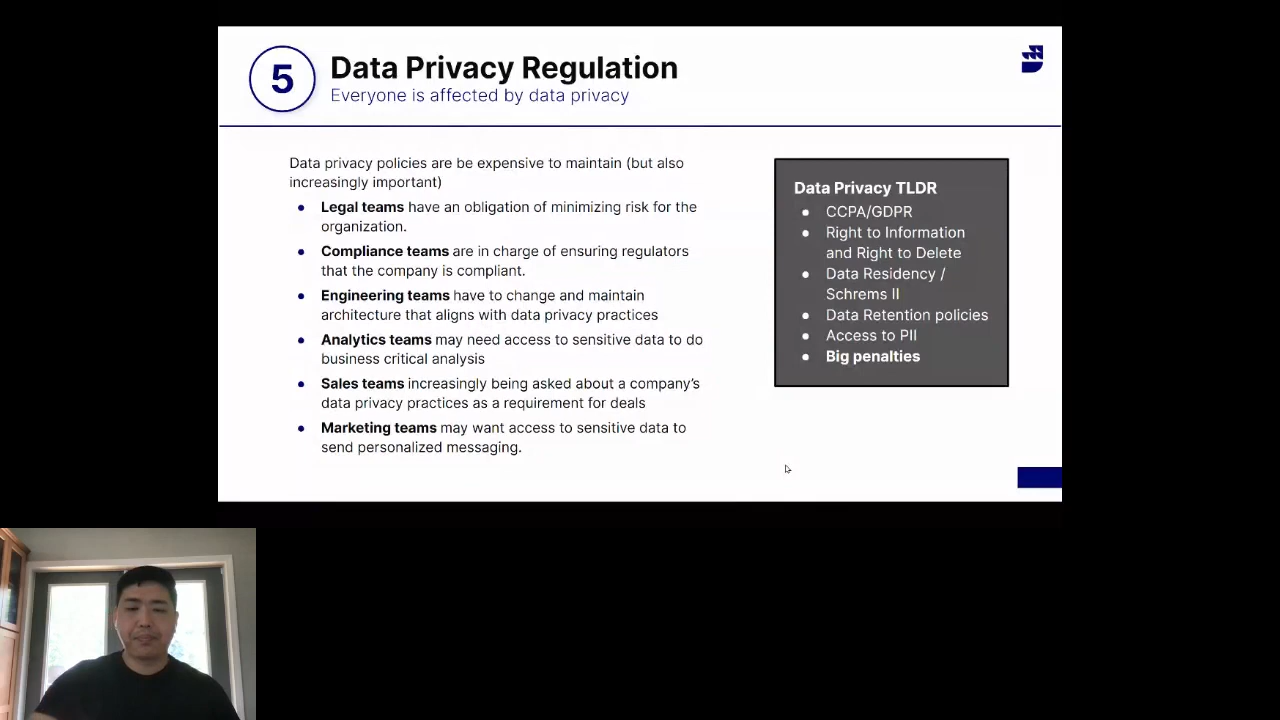 5
Data Privacy Regulation
Everyone is affected by data privacy
Data privacy policies are be expensive to maintain (but also
increasingly important)
● Legal teams have an obligation of minimizing risk for the
organization.
● Compliance teams are in charge of ensuring regulators
that the company is compliant.
● Engineering teams have to change and maintain
architecture that aligns with data privacy practices
● Analytics teams may need access to sensitive data to do
business critical analysis
● Sales teams increasingly being asked about a company's
data privacy practices as a requirement for deals
● Marketing teams may want access to sensitive data to
send personalized messaging.
Data Privacy TLDR
● CCPA/GDPR
● Right to Information
and Right to Delete
● Data Residency /
Schrems II
● Data Retention policies
● Access to PII
● Big penalties